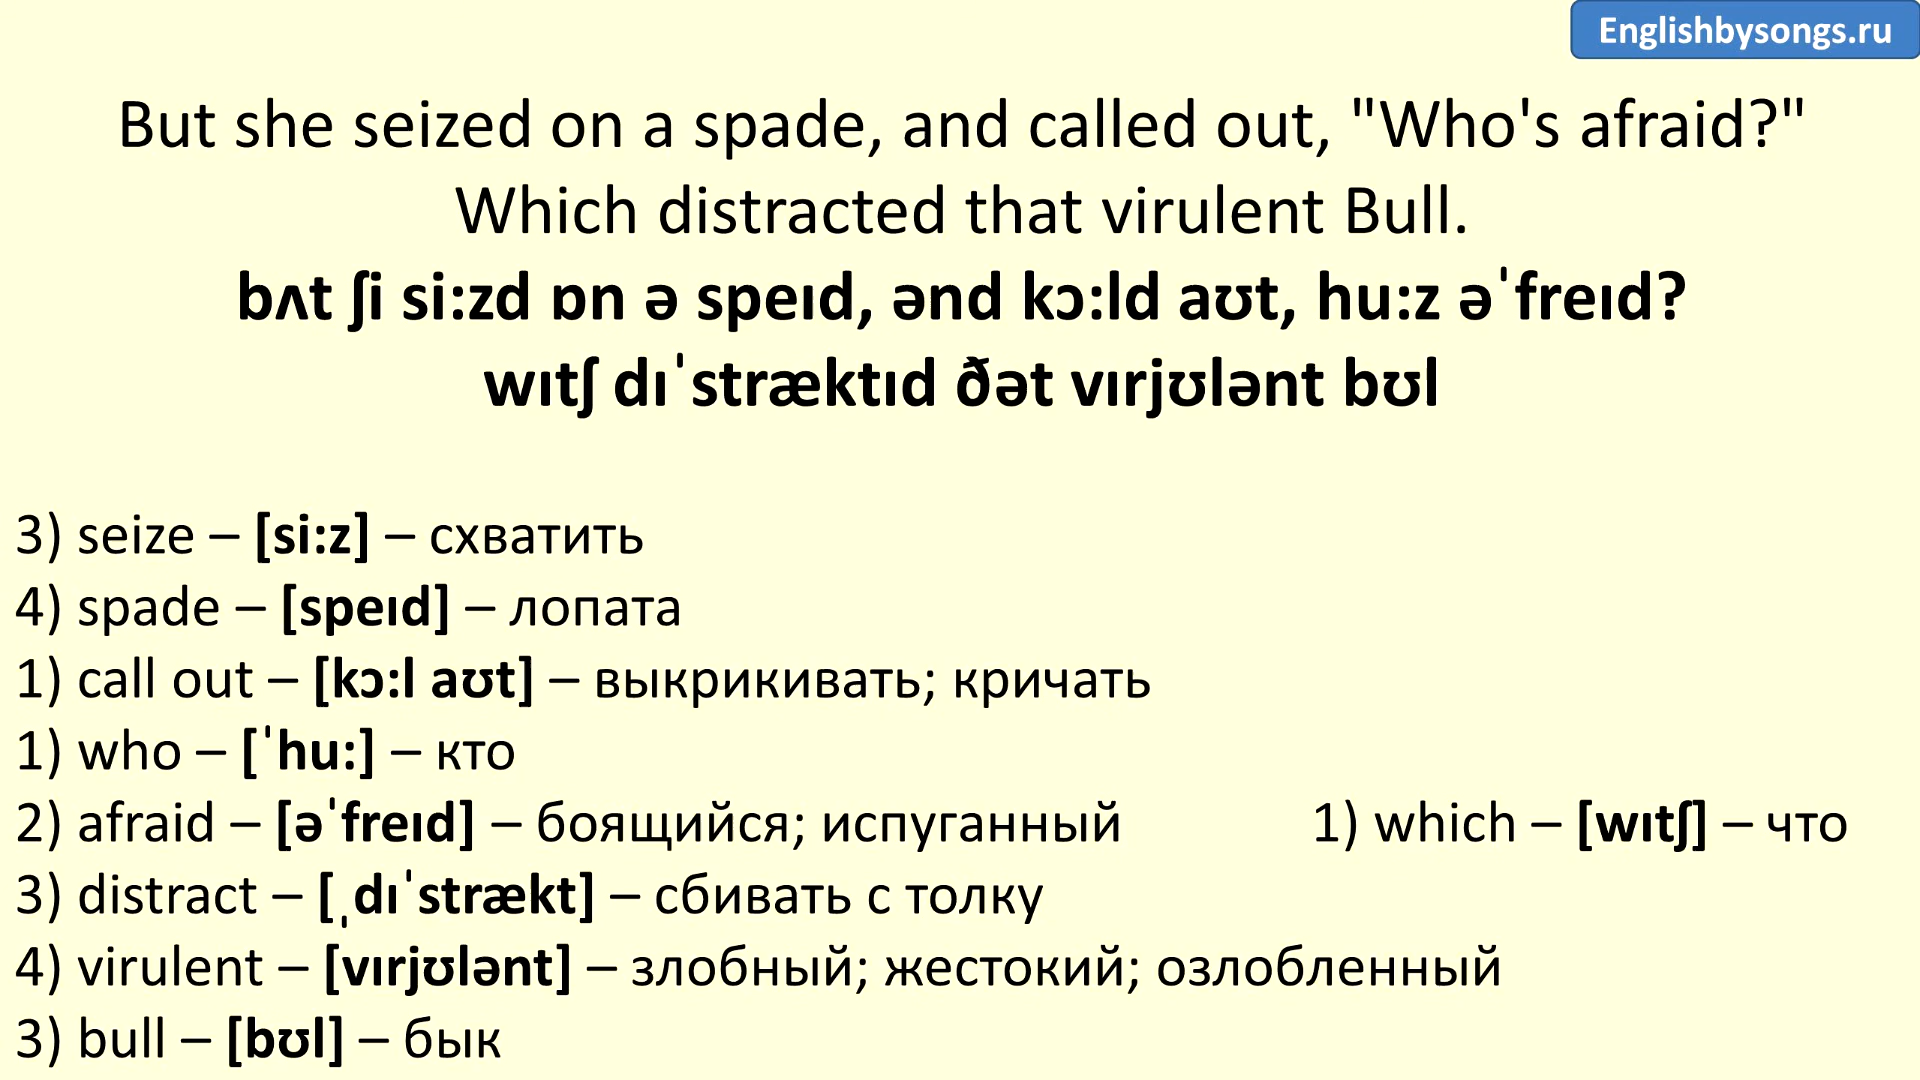 Englishbysongs.ru
But she seized on a spade, and called out, "Who's afraid?"
Which distracted that virulent Bull.
bʌt ʃi si:zd ɒn ə speɪd, ənd kɔ:ld aʊt, hu:z əˈfreɪd?
wɪtʃ dɪˈstræktɪd ðət vɪrjʊlənt bʊl
3) seize – [si:z] – схватить
4) spade – [speɪd] – лопата
1) call out – [kɔ:l aʊt] – выкрикивать; кричать
1) who – [ˈhu:] – кто
2) afraid – [əˈfreɪd] – боящийся; испуганный 1) which – [wɪtʃ] – что
3) distract – [ˌdɪˈstrækt] – сбивать с толку
4) virulent – [vɪrjʊlənt] – злобный; жестокий; озлобленный
3) bull – [bʊl] – бык